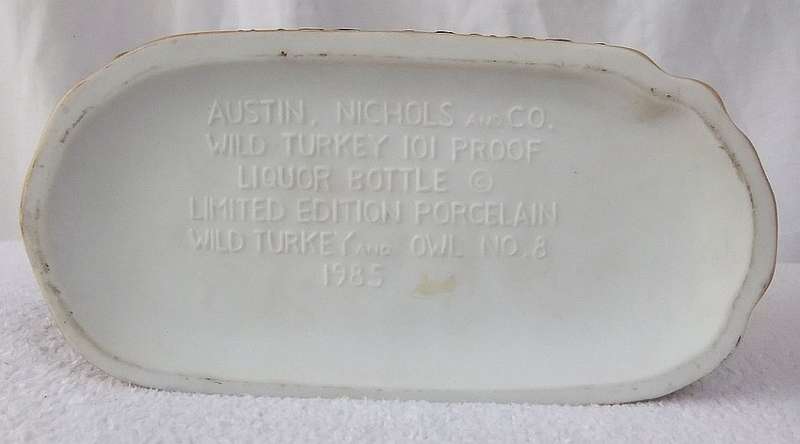 AUSTIN, NICHOLS AND CO.
WILD TURKEY 101 PROOF
LIQUOR BOTTLE ©
LIMITED EDITION PORCELAIN
WILD TURKEY AND OWL NO. 8
1985